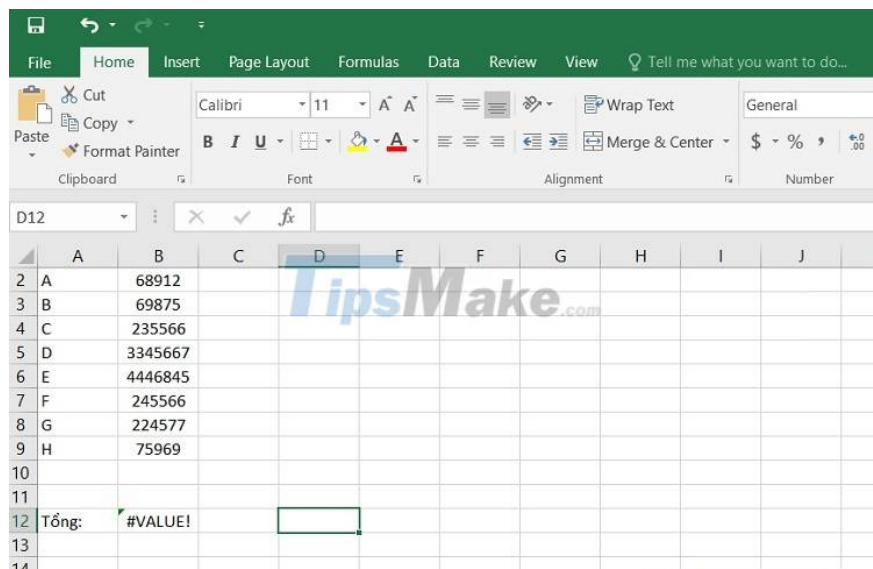 File Home Insert Page Layout Formulas Data Review View Tell me what you want to do...
Paste
Cut
Copy
Format Painter
Clipboard
Calibri 11 A A
B I U A
Font
Wrap Text
Merge & Center
Alignment
General
$ % , .0 .00
Number
D12 fx
A B C D E F G H I J
TipsMake.com
2 A 68912
3 B 69875
4 C 235566
5 D 3345667
6 E 4446845
7 F 245566
8 G 224577
9 H 75969
10
11
12 Tổng: #VALUE!
13
14